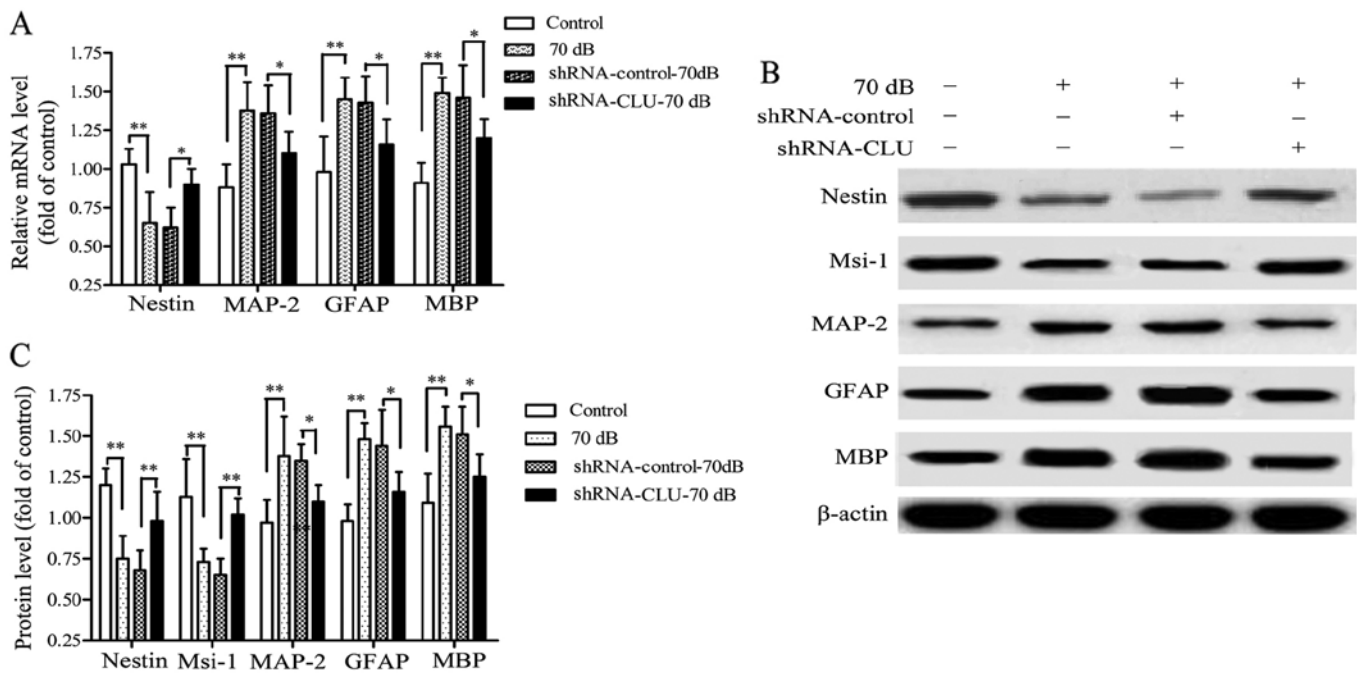 A
Relative mRNA level
(fold of control)
1.75
1.50
1.25
1.00
0.75
0.50
0.25
** * ** * ** * ** *
Nestin MAP-2 GFAP MBP
Control
70 dB
shRNA-control-70dB
shRNA-CLU-70 dB
B
70 dB − + + +
shRNA-control − − + −
shRNA-CLU − − − +
Nestin
Msi-1
MAP-2
GFAP
MBP
β-actin
C
Protein level (fold of control)
1.75
1.50
1.25
1.00
0.75
0.50
0.25
** ** ** ** ** * ** * ** *
**
Nestin Msi-1 MAP-2 GFAP MBP
Control
70 dB
shRNA-control-70dB
shRNA-CLU-70 dB